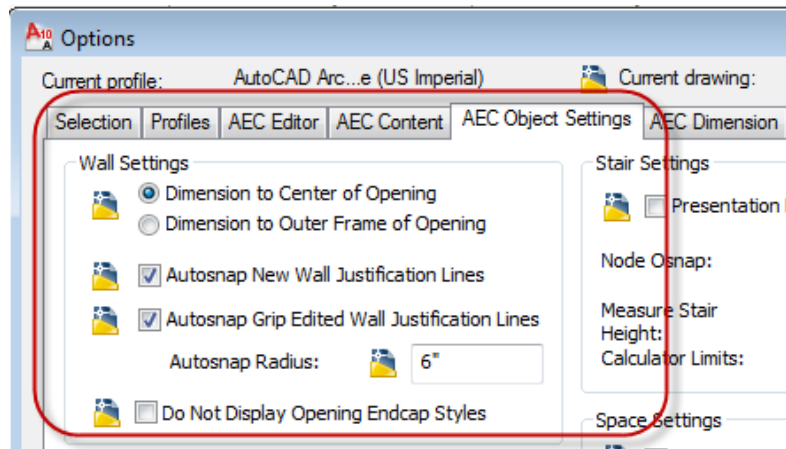 A10
A
Options
Current profile: AutoCAD Arc...e (US Imperial) Current drawing:
Selection Profiles AEC Editor AEC Content AEC Object Settings AEC Dimension
Wall Settings
Dimension to Center of Opening
Dimension to Outer Frame of Opening
Autosnap New Wall Justification Lines
Autosnap Grip Edited Wall Justification Lines
Autosnap Radius: 6"
Do Not Display Opening Endcap Styles
Stair Settings
Presentation
Node Osnap:
Measure Stair
Height:
Calculator Limits:
Space Settings